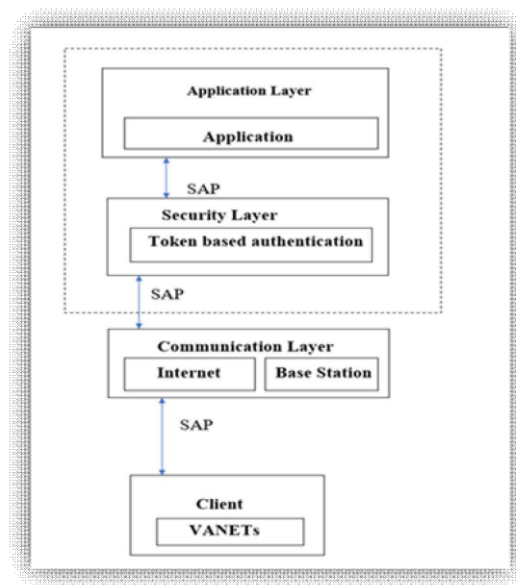 Application Layer
Application
SAP
Security Layer
Token based authentication
SAP
Communication Layer
Internet Base Station
SAP
Client
VANETs